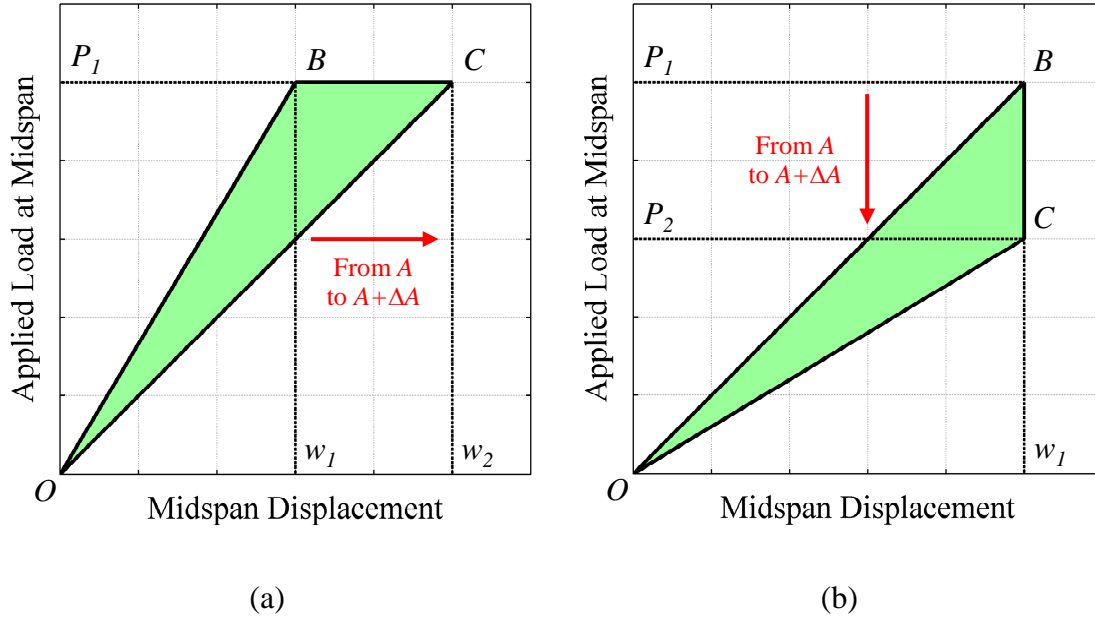 P1
B
C
Applied Load at Midspan
From A
to A+ΔA
w1
w2
O
Midspan Displacement
(a)
P1
B
From A
to A+ΔA
P2
C
Applied Load at Midspan
w1
O
Midspan Displacement
(b)